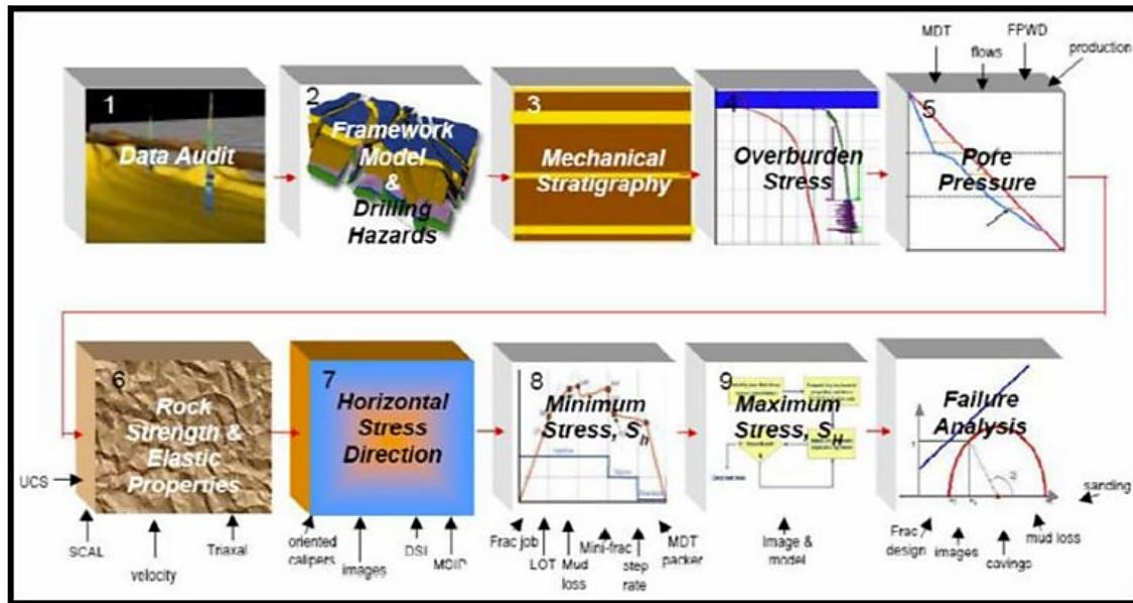 MDT
FPWD
flows
production
1
Data Audit
2
Framework
Model
&
Drilling
Hazards
3
Mechanical
Stratigraphy
4
Overburden
Stress
5
Pore
Pressure
6
Rock
Strength &
Elastic
Properties
7
Horizontal
Stress
Direction
8
Minimum
Stress, Sh
9
Maximum
Stress, SH
Failure
Analysis
UCS
SCAL
velocity
Triaxal
oriented
calipers
images
DSI
Frac job
LOT
Mud
loss
Mini-frac
step
rate
MDT
packer
Image &
model
Frac
design
images
cavings
mud loss
sanding